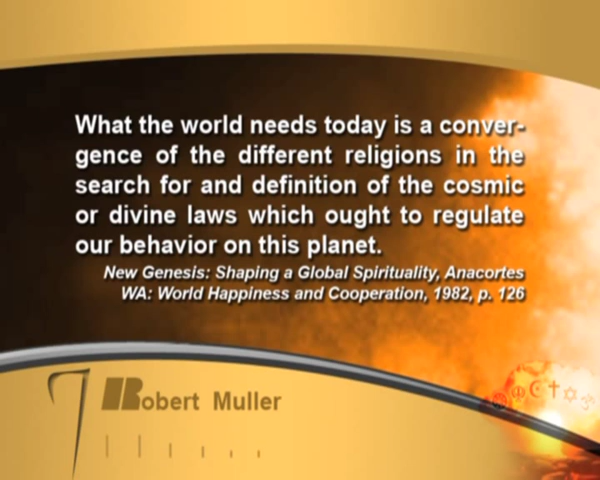 What the world needs today is a conver-
gence of the different religions in the
search for and definition of the cosmic
or divine laws which ought to regulate
our behavior on this planet.
New Genesis: Shaping a Global Spirituality, Anacortes
WA: World Happiness and Cooperation, 1982, p. 126
Robert Muller